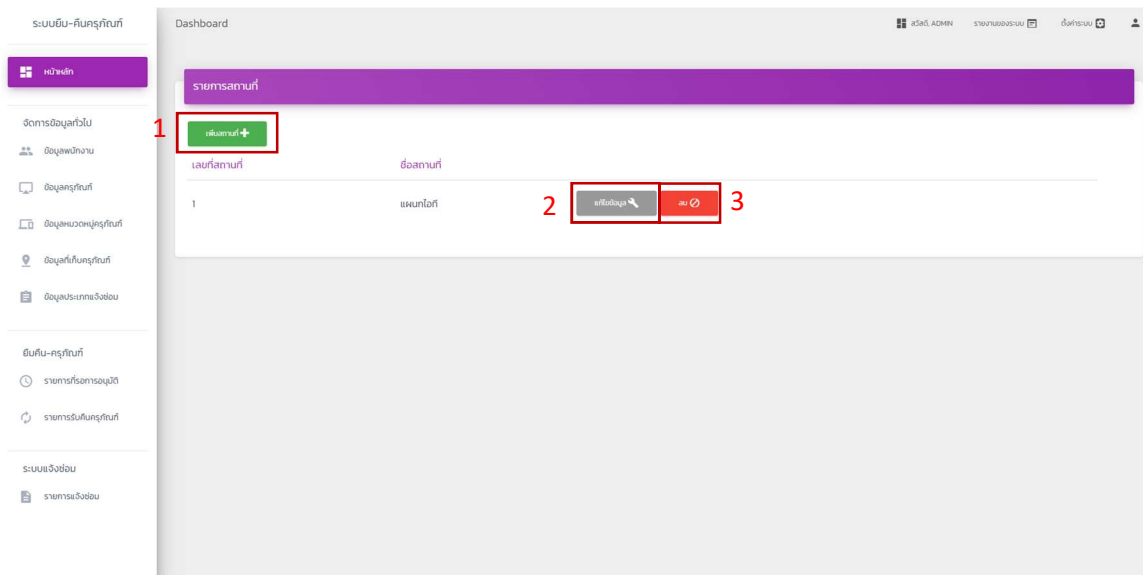 ระบบยืม-คืนครุภัณฑ์
Dashboard
สวัสดี, ADMIN
รายงานของระบบ
ตั้งค่าระบบ
หน้าหลัก
รายการสถานที่
จัดการข้อมูลทั่วไป
1
เพิ่มสถานที่
ข้อมูลพนักงาน
เลขที่สถานที่ ชื่อสถานที่
ข้อมูลครุภัณฑ์
1 แผนกไอที 2 แก้ไขข้อมูล ลบ 3
ข้อมูลหมวดหมู่ครุภัณฑ์
ข้อมูลที่เก็บครุภัณฑ์
ข้อมูลประเภทแจ้งซ่อม
ยืมคืน-ครุภัณฑ์
รายการที่รอการอนุมัติ
รายการรับคืนครุภัณฑ์
ระบบแจ้งซ่อม
รายการแจ้งซ่อม